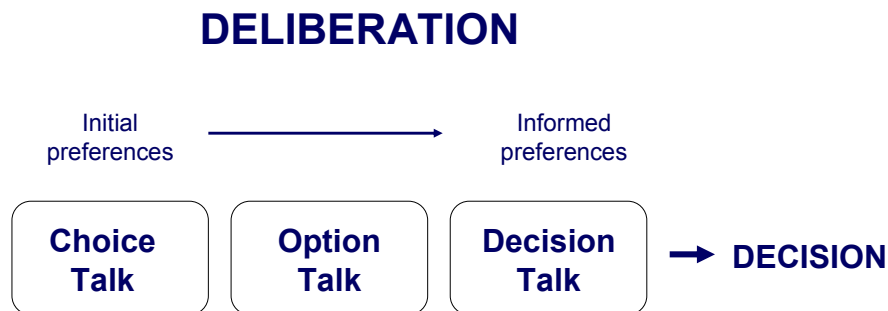 DELIBERATION
Initial
preferences
Informed
preferences
Choice
Talk
Option
Talk
Decision
Talk
DECISION